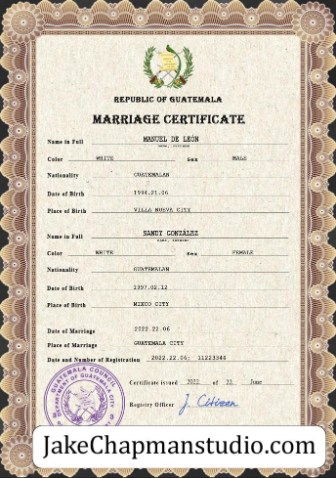 REPUBLIC OF GUATEMALA
MARRIAGE CERTIFICATE
Name in Full MANUEL DE LEÓN
Color WHITE Sex MALE
Nationality GUATEMALAN
Date of Birth 1996.21.06
Place of Birth VILLA NUEVA CITY
Name in Full SANDY GONZÁLEZ
Color WHITE Sex FEMALE
Nationality GUATEMALAN
Date of Birth 1997.02.12
Place of Birth MIXCO CITY
Date of Marriage 2022.22.06
Place of Marriage GUATEMALA CITY
Date and Number of Registration 2022.22.06; 11223344
Certificate issued 2022 of 22, June
Registry Officer J. Citizen
GUATEMALA COUNCIL
DEPARTMENT OF GUATEMALA CITY
JakeChapmanstudio.com